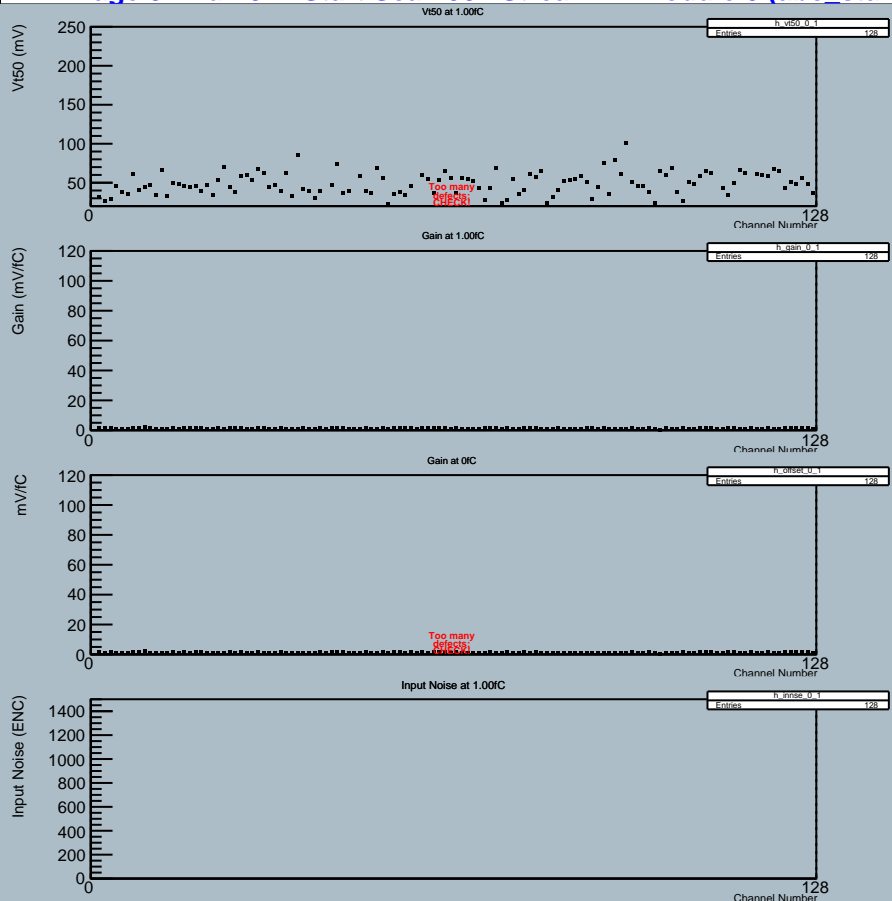 Vt50 at 1.00fC
h_vt50_0_1
Entries 128
Vt50 (mV)
250
200
150
100
50
Too many
defects:
CHECK!
0
128
Channel Number
Gain at 1.00fC
h_gain_0_1
Entries 128
Gain (mV/fC)
120
100
80
60
40
20
0
0
128
Channel Number
Gain at 0fC
h_offset_0_1
Entries 128
mV/fC
120
100
80
60
40
20
Too many
defects:
CHECK!
0
0
128
Channel Number
Input Noise at 1.00fC
h_innse_0_1
Entries 128
Input Noise (ENC)
1400
1200
1000
800
600
400
200
0
0
128
Channel Number